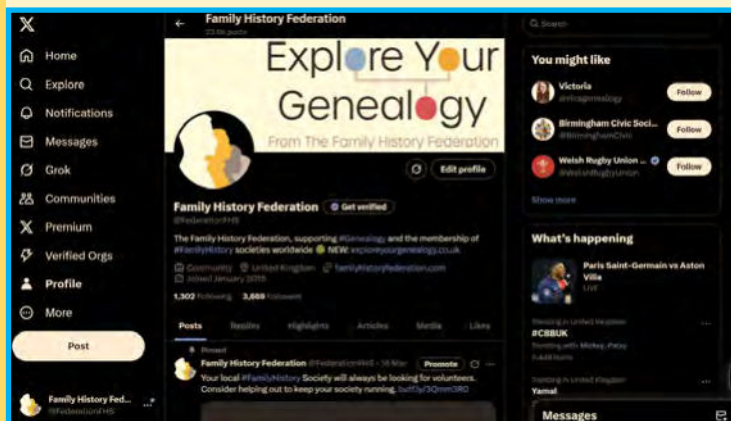 Family History Federation
Search
Home
Explore
Notifications
Messages
Grok
Communities
Premium
Verified Orgs
Profile
More
Post
Family History Fed...
@FederationFHS
Explore Your
Genealogy
From The Family History Federation
Edit profile
Family History Federation Get verified
@FederationFHS
The Family History Federation, supporting #Genealogy and the membership of
#FamilyHistory societies worldwide NEW: exploreyourgenealogy.co.uk
Community United Kingdom familyhistoryfederation.com
Joined January
1,302 Following Followers
Posts Replies Highlights Articles Media Likes
Pinned
Family History Federation @FederationFHS Mar Promote
Your local #FamilyHistory Society will always be looking for volunteers.
Consider helping out to keep your society running.
You might like
Victoria
Follow
Birmingham Civic Soci...
@BirminghamCivic
Follow
Welsh Rugby Union ...
@WelshRugbyUnion
Follow
Show more
What's happening
Paris Saint-Germain vs Aston
Villa
LIVE
Trending in United Kingdom
#CBBUK
Trending with Mickey, Patsy
Trending in United Kingdom
Yamal
Messages